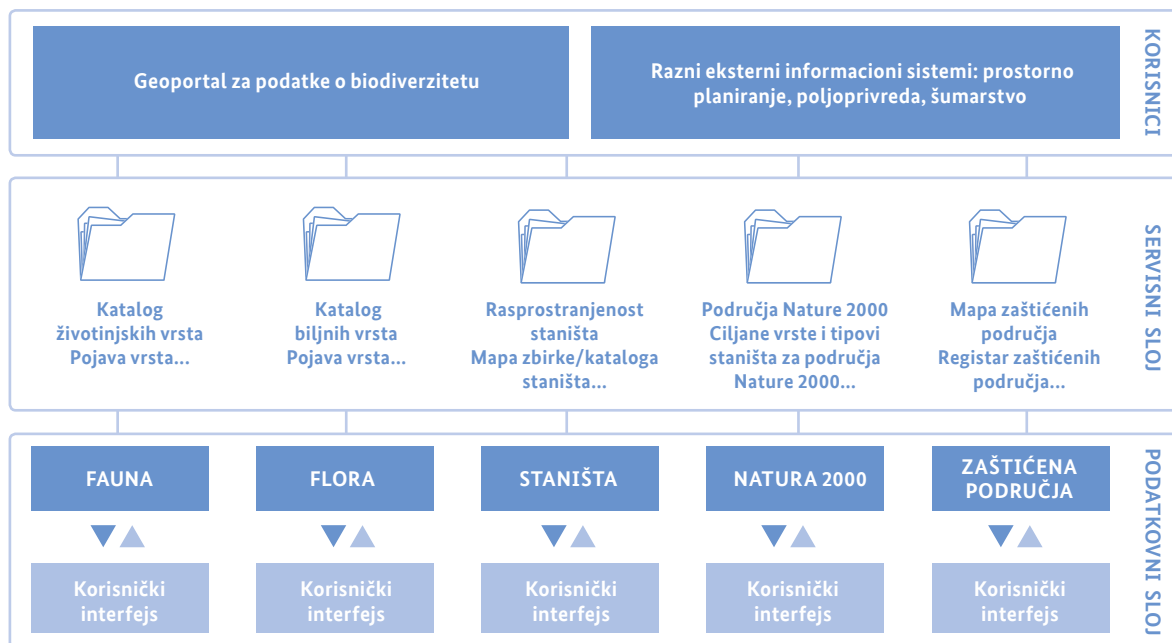 Geoportal za podatke o biodiverzitetu
Razni eksterni informacioni sistemi: prostorno
planiranje, poljoprivreda, šumarstvo
KORISNICI
Katalog
životinjskih vrsta
Pojava vrsta...
Katalog
biljnih vrsta
Pojava vrsta...
Rasprostranjenost
staništa
Mapa zbirke/kataloga
staništa...
Područja Nature 2000
Ciljane vrste i tipovi
staništa za područja
Nature 2000...
Mapa zaštićenih
područja
Registar zaštićenih
područja...
SERVISNI SLOJ
FAUNA
FLORA
STANIŠTA
NATURA 2000
ZAŠTIĆENA
PODRUČJA
Korisnički
interfejs
Korisnički
interfejs
Korisnički
interfejs
Korisnički
interfejs
Korisnički
interfejs
PODATKOVNI SLOJ